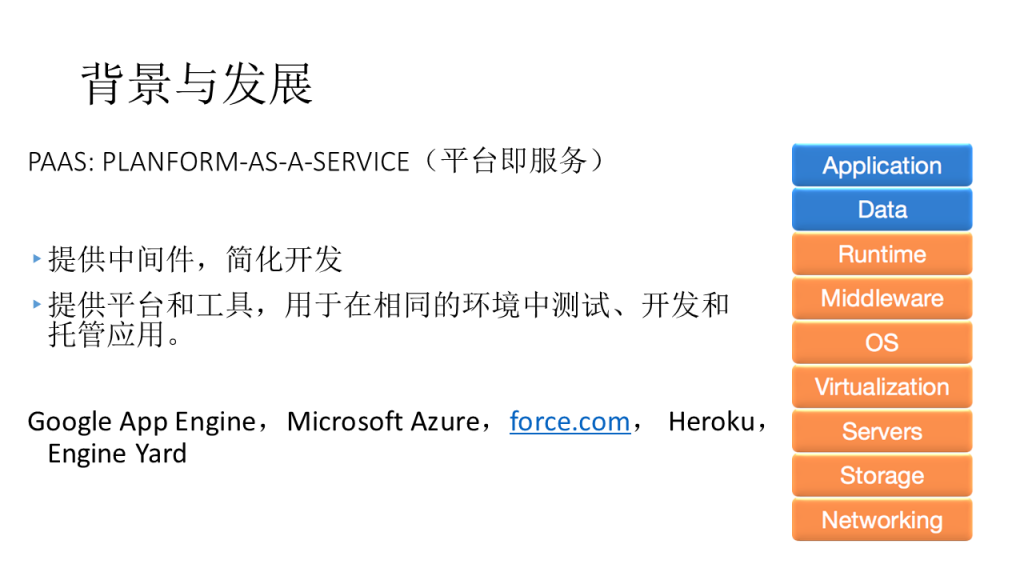 背景与发展
PAAS: PLANFORM-AS-A-SERVICE（平台即服务）
‣提供中间件，简化开发
‣提供平台和工具，用于在相同的环境中测试、开发和
托管应用。
Google App Engine，Microsoft Azure，force.com， Heroku，
Engine Yard
Application
Data
Runtime
Middleware
OS
Virtualization
Servers
Storage
Networking